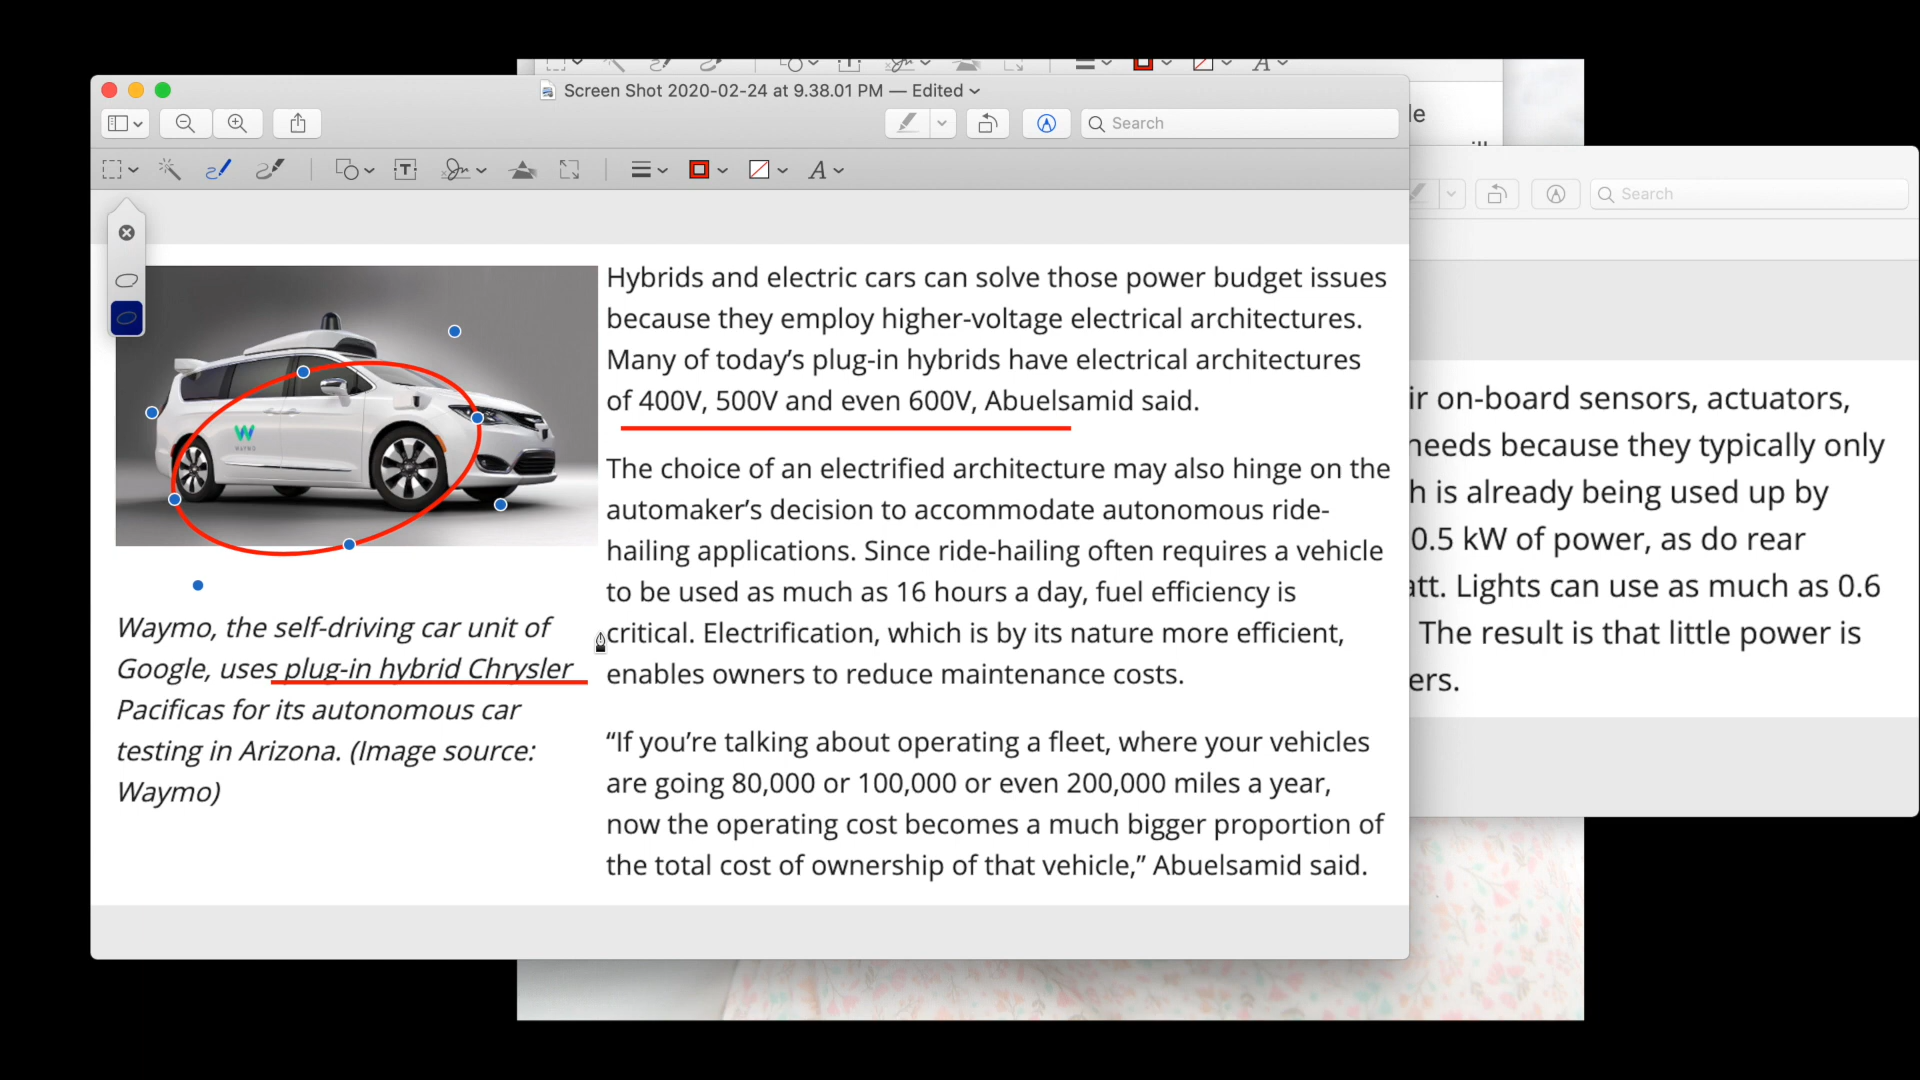 le
Screen Shot 2020-02-24 at 9.38.01 PM — Edited
Search
Search
WAYMO
Waymo, the self-driving car unit of
Google, uses plug-in hybrid Chrysler
Pacificas for its autonomous car
testing in Arizona. (Image source:
Waymo)
Hybrids and electric cars can solve those power budget issues
because they employ higher-voltage electrical architectures.
Many of today’s plug-in hybrids have electrical architectures
of 400V, 500V and even 600V, Abuelsamid said.
The choice of an electrified architecture may also hinge on the
automaker’s decision to accommodate autonomous ride-
hailing applications. Since ride-hailing often requires a vehicle
to be used as much as 16 hours a day, fuel efficiency is
critical. Electrification, which is by its nature more efficient,
enables owners to reduce maintenance costs.
“If you’re talking about operating a fleet, where your vehicles
are going 80,000 or 100,000 or even 200,000 miles a year,
now the operating cost becomes a much bigger proportion of
the total cost of ownership of that vehicle,” Abuelsamid said.
ir on-board sensors, actuators,
needs because they typically only
h is already being used up by
0.5 kW of power, as do rear
att. Lights can use as much as 0.6
The result is that little power is
ers.